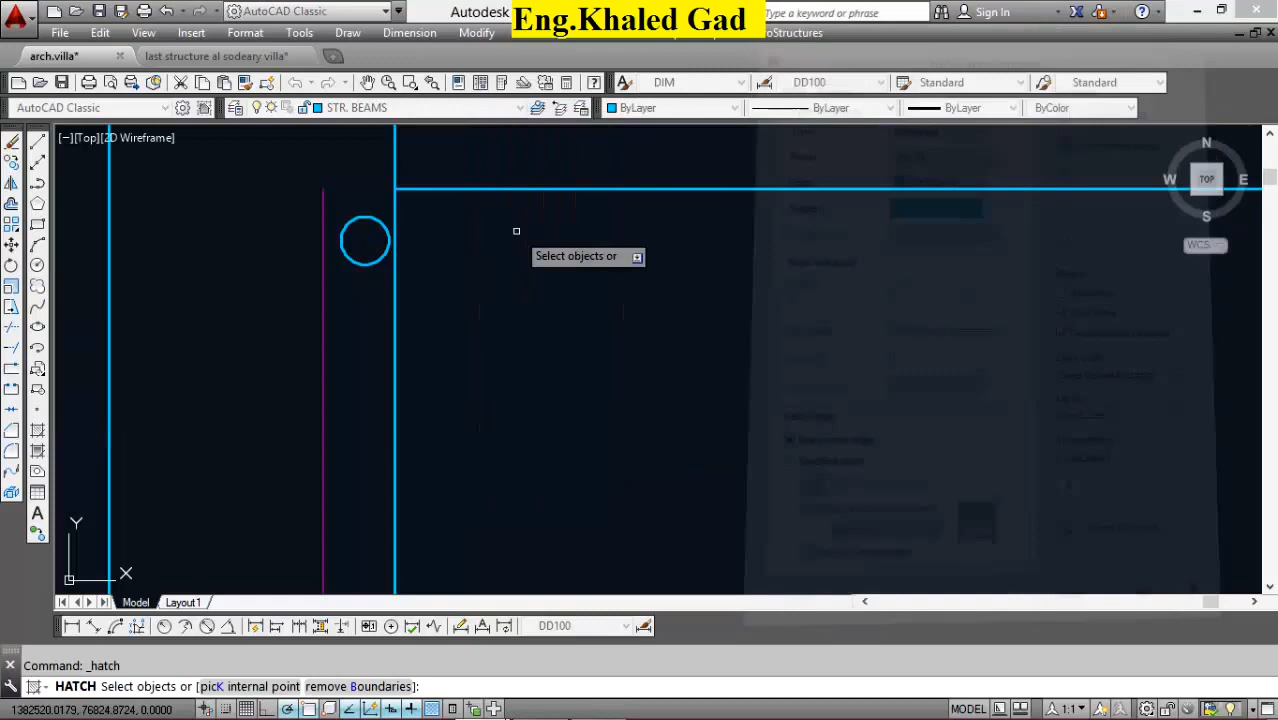 AutoCAD Classic
Autodesk
Eng.Khaled Gad
Type a keyword or phrase
Sign In
File Edit View Insert Format Tools Draw Dimension Modify
arch.villa*
last structure al sodeary villa*
DIM
DD100
Standard
Standard
AutoCAD Classic
STR. BEAMS
ByLayer
ByLayer
ByLayer
ByColor
[−][Top][2D Wireframe]
N
W
TOP
E
S
WCS
Select objects or
Y
X
Model
Layout1
DD100
Command: _hatch
HATCH Select objects or [picK internal point remove Boundaries]:
1382520.0179, 76824.8724, 0.0000
MODEL
1:1